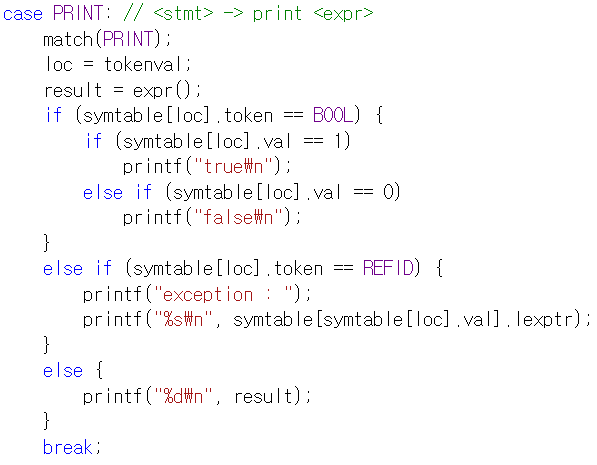 case PRINT: // <stmt> -> print <expr>
    match(PRINT);
    loc = tokenval;
    result = expr();
    if (symtable[loc].token == BOOL) {
        if (symtable[loc].val == 1)
            printf("true₩n");
        else if (symtable[loc].val == 0)
            printf("false₩n");
    }
    else if (symtable[loc].token == REFID) {
        printf("exception : ");
        printf("%s₩n", symtable[symtable[loc].val].lexptr);
    }
    else {
        printf("%d₩n", result);
    }
    break;